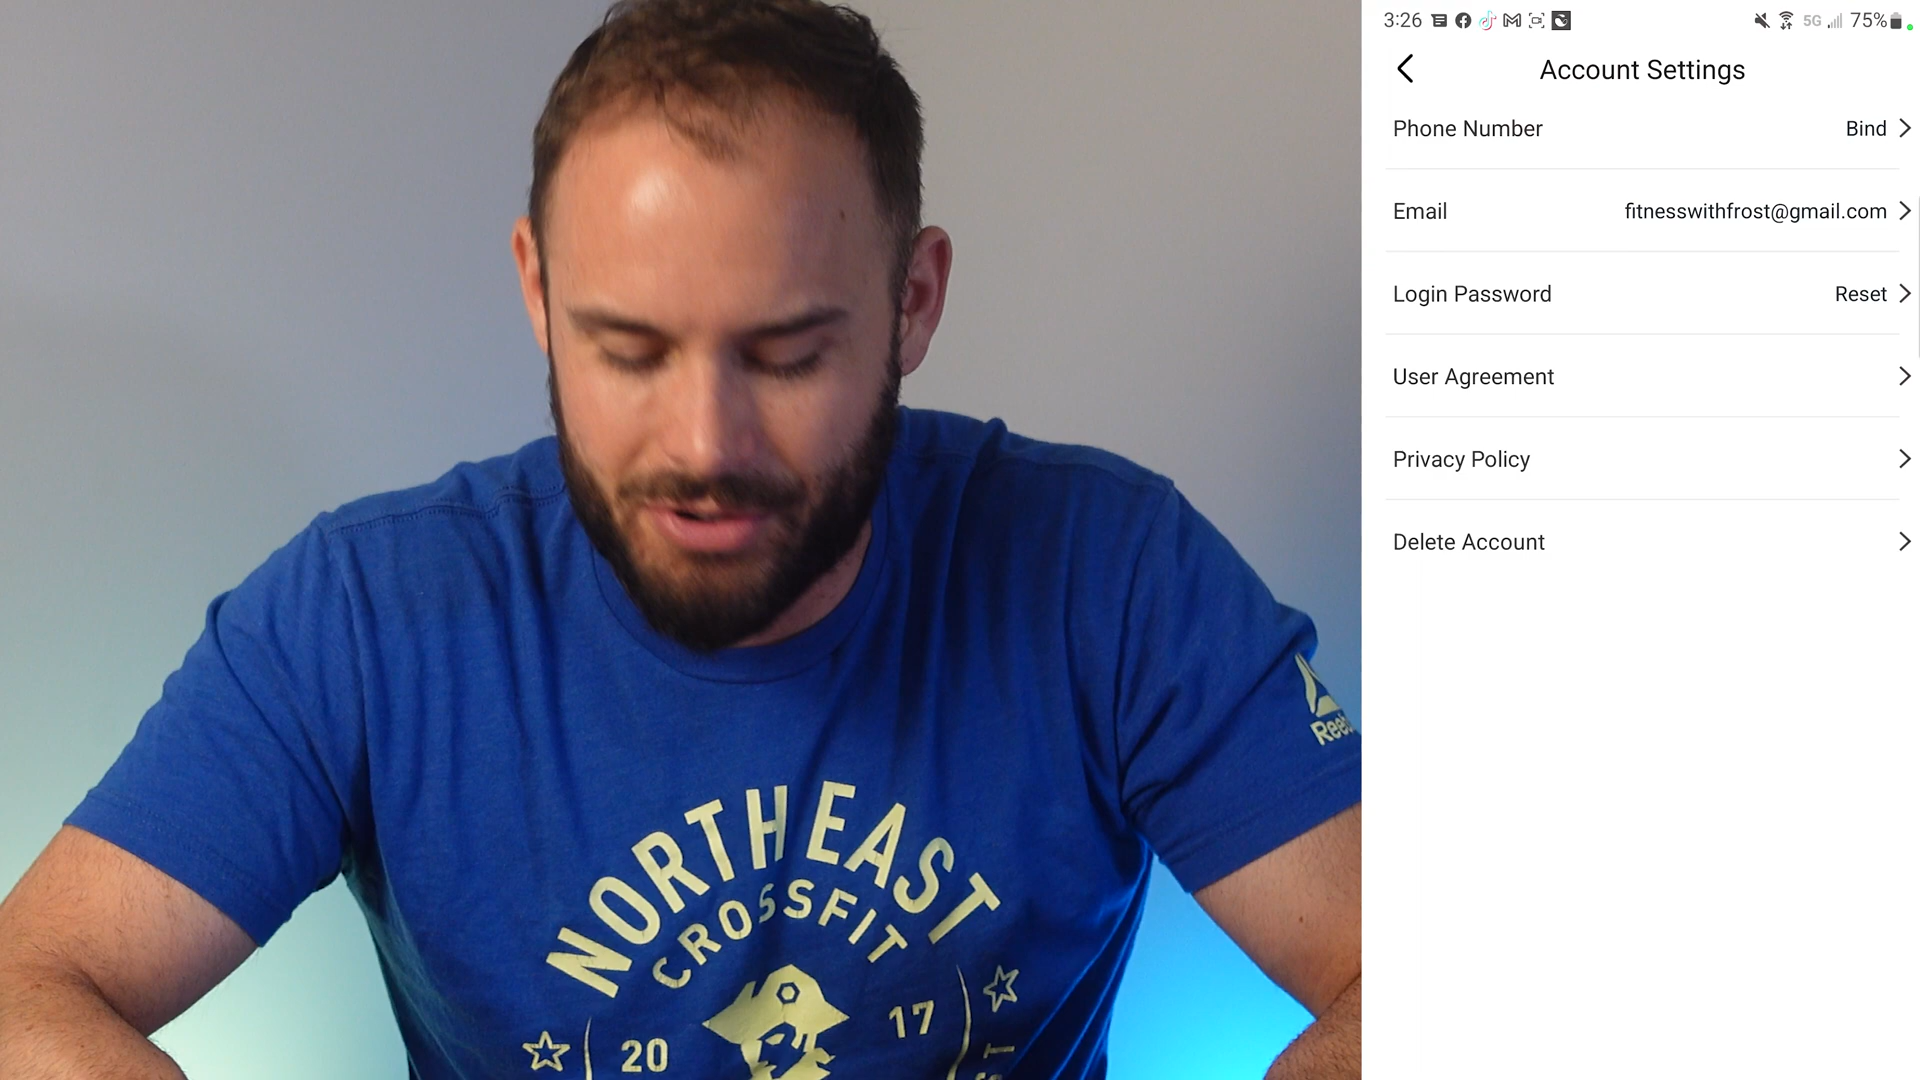 NORTHEAST
CROSSFIT
20 17
3:26 5G 75%
Account Settings
Phone Number Bind
Email fitnesswithfrost@gmail.com
Login Password Reset
User Agreement
Privacy Policy
Delete Account